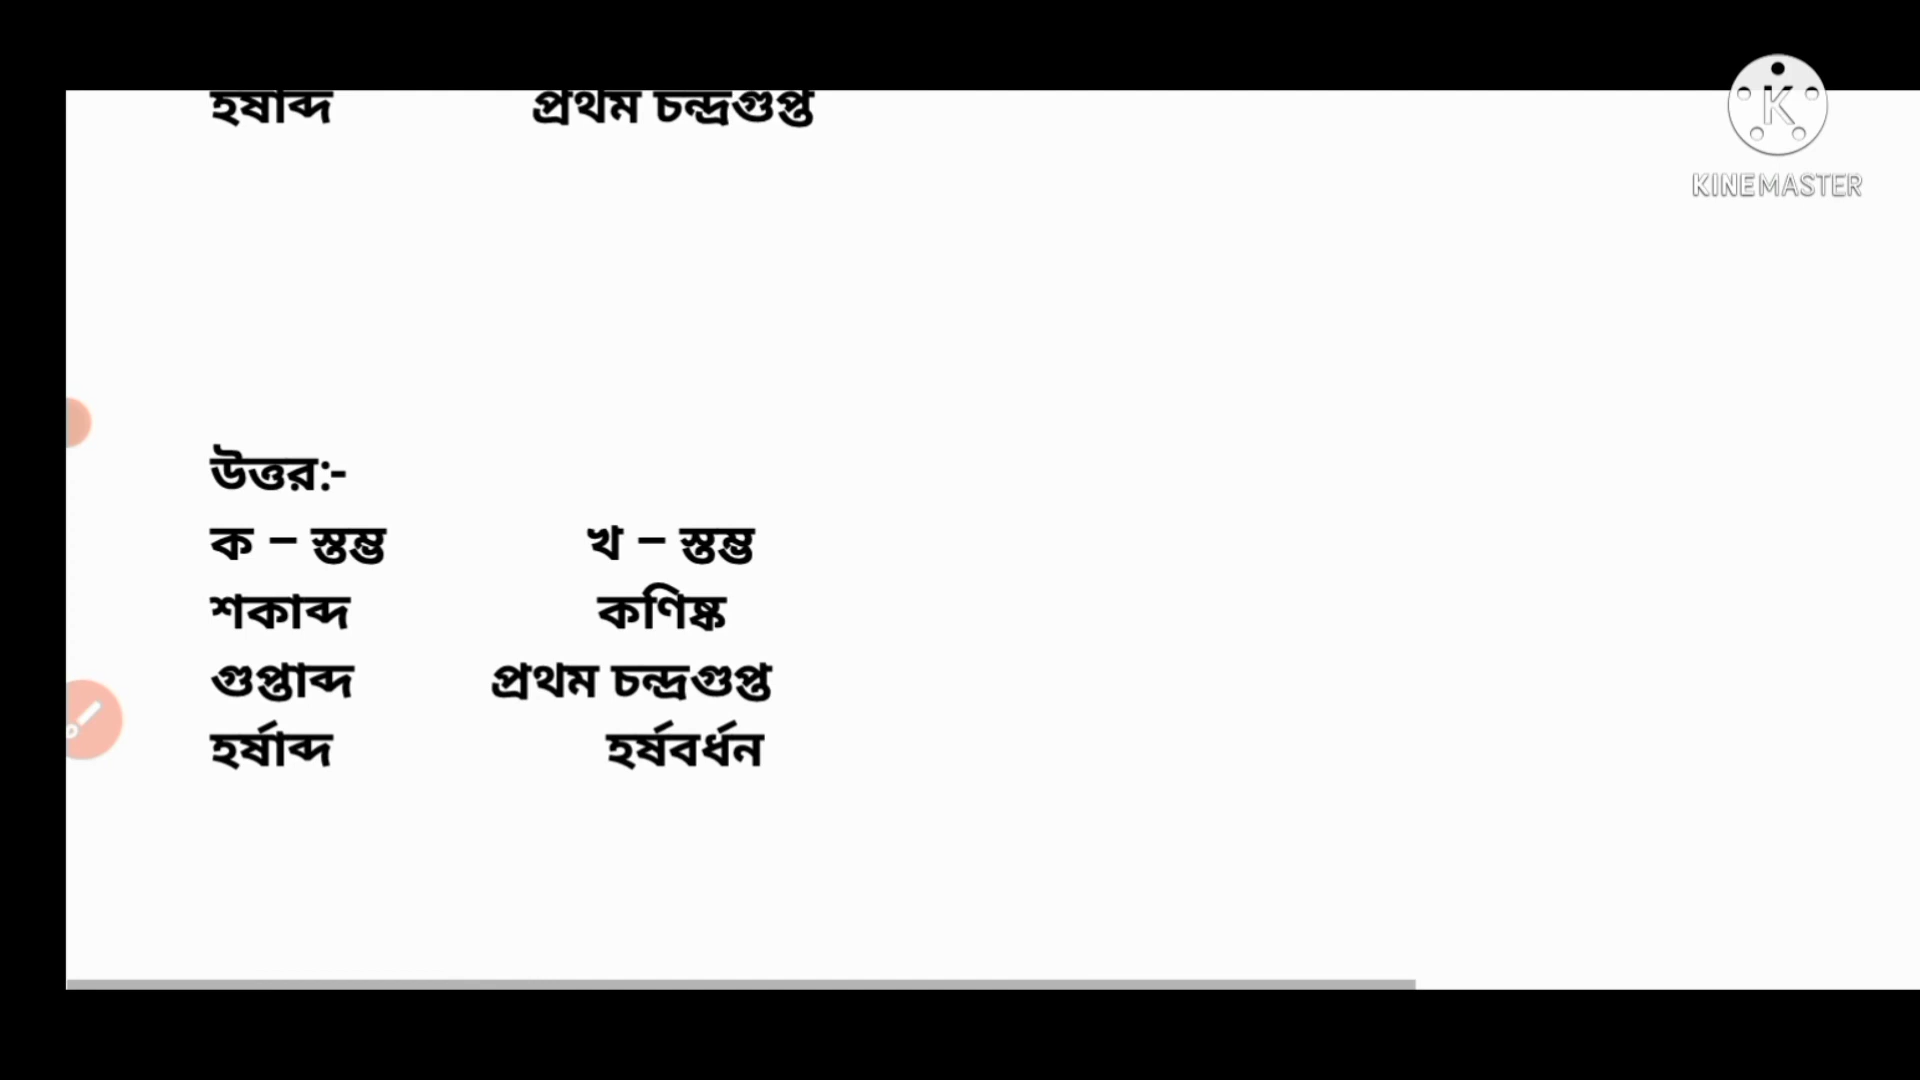 হর্ষাব্দ প্রথম চন্দ্রগুপ্ত
K
KINEMASTER
উত্তর:-
ক – স্তম্ভ খ – স্তম্ভ
শকাব্দ কণিষ্ক
গুপ্তাব্দ প্রথম চন্দ্রগুপ্ত
হর্ষাব্দ হর্ষবর্ধন